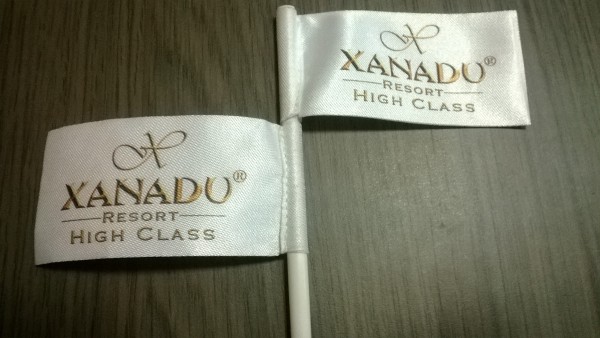 X
XANADU®
RESORT
HIGH CLASS
X
XANADU®
RESORT
HIGH CLASS